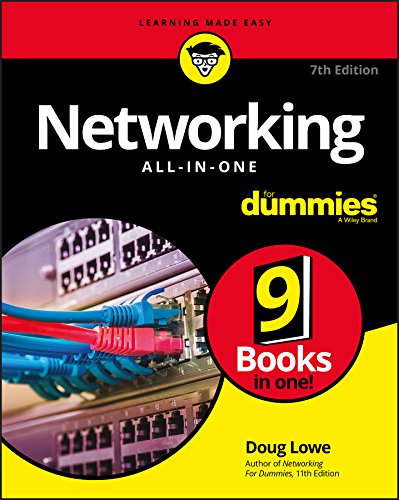 LEARNING MADE EASY
7th Edition
Networking
ALL-IN-ONE
for
dummies®
A Wiley Brand
9
Books
in one!
Doug Lowe
Author of Networking
For Dummies, 11th Edition